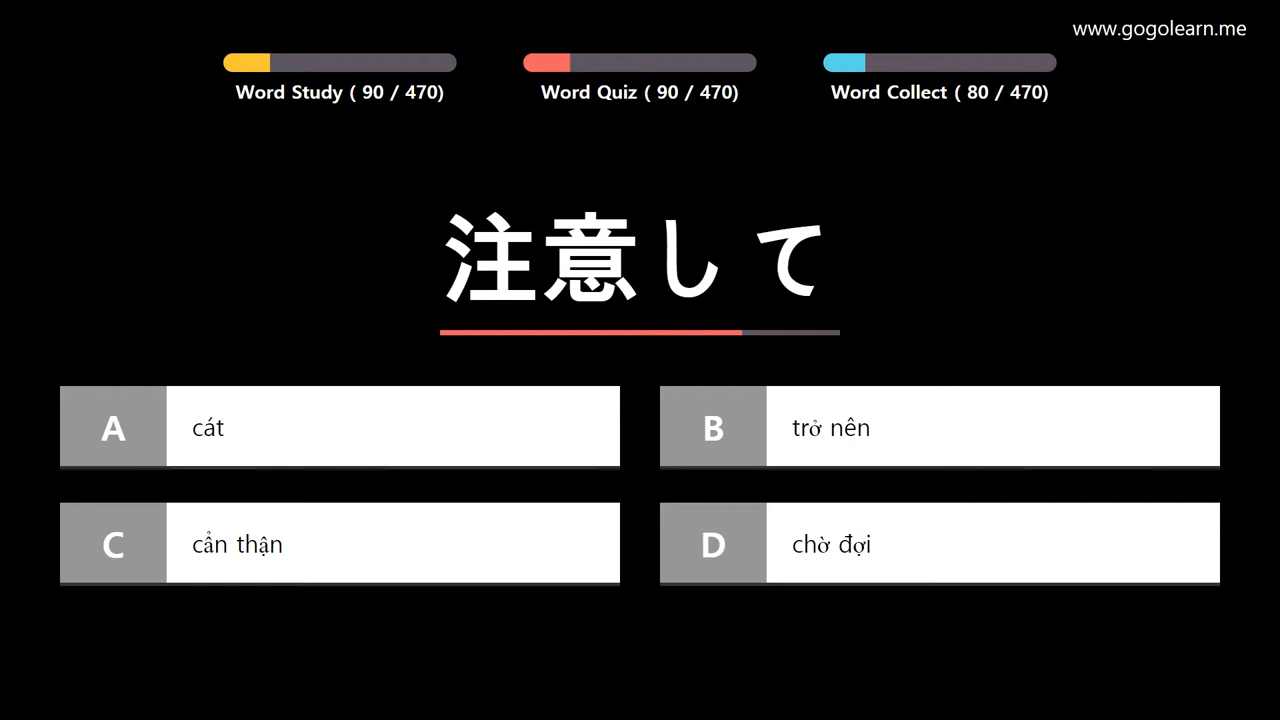 www.gogolearn.me
Word Study ( 90 / 470)
Word Quiz ( 90 / 470)
Word Collect ( 80 / 470)
注意して
A cát
B trở nên
C cẩn thận
D chờ đợi